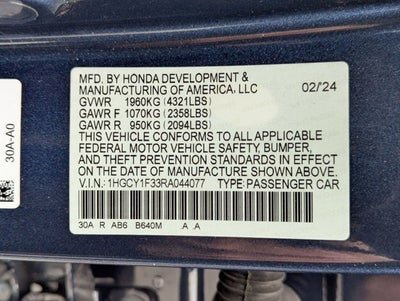 MFD. BY HONDA DEVELOPMENT &
MANUFACTURING OF AMERICA, LLC
02/'24
GVWR 1960KG (4321LBS)
GAWR F 1070KG (2358LBS)
GAWR R 950KG (2094LBS)
THIS VEHICLE CONFORMS TO ALL APPLICABLE
FEDERAL MOTOR VEHICLE SAFETY, BUMPER,
AND THEFT PREVENTION STANDARDS IN EFFECT
ON THE DATE OF MANUFACTURE SHOWN ABOVE.
V.I.N.: 1HGCY1F33RA044077 TYPE: PASSENGER CAR
30A R AB6 B640M A .A
30A-A0